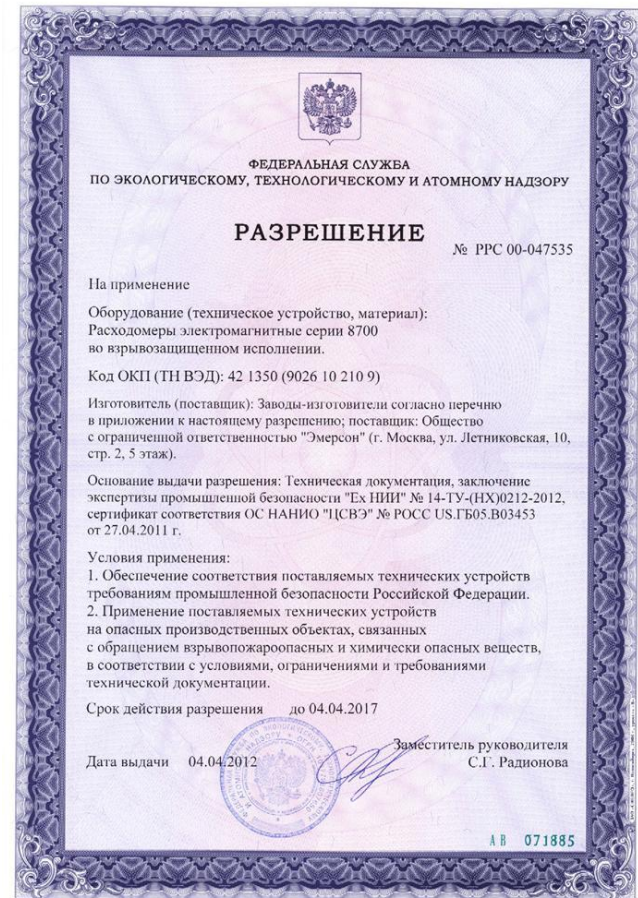 ФЕДЕРАЛЬНАЯ СЛУЖБА
ПО ЭКОЛОГИЧЕСКОМУ, ТЕХНОЛОГИЧЕСКОМУ И АТОМНОМУ НАДЗОРУ
РАЗРЕШЕНИЕ
№ РРС 00-047535
На применение
Оборудование (техническое устройство, материал):
Расходомеры электромагнитные серии 8700
во взрывозащищенном исполнении.
Код ОКП (ТН ВЭД): 42 1350 (9026 10 210 9)
Изготовитель (поставщик): Заводы-изготовители согласно перечню
в приложении к настоящему разрешению; поставщик: Общество
с ограниченной ответственностью "Эмерсон" (г. Москва, ул. Летниковская, 10,
стр. 2, 5 этаж).
Основание выдачи разрешения: Техническая документация, заключение
экспертизы промышленной безопасности "Ех НИИ" № 14-ТУ-(НХ)0212-2012,
сертификат соответствия ОС НАНИО "ЦСВЭ" № РОСС US.ГБ05.В03453
от 27.04.2011 г.
Условия применения:
1. Обеспечение соответствия поставляемых технических устройств
требованиям промышленной безопасности Российской Федерации.
2. Применение поставляемых технических устройств
на опасных производственных объектах, связанных
с обращением взрывопожароопасных и химически опасных веществ,
в соответствии с условиями, ограничениями и требованиями
технической документации.
Срок действия разрешения до 04.04.2017
Заместитель руководителя
Дата выдачи 04.04.2012 С.Г. Радионова
АВ 071885